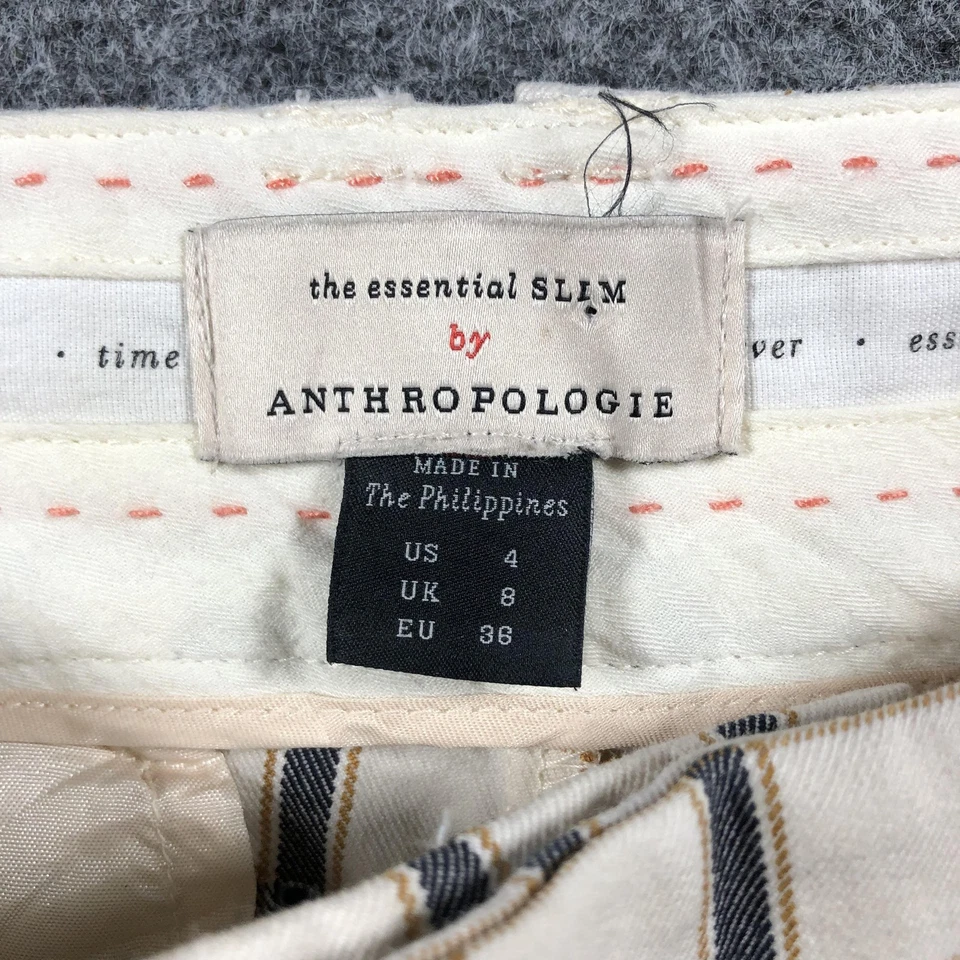 the essential SLIM
by
ANTHROPOLOGIE
· time
ver · ess
MADE IN
The Philippines
US 4
UK 8
EU 36